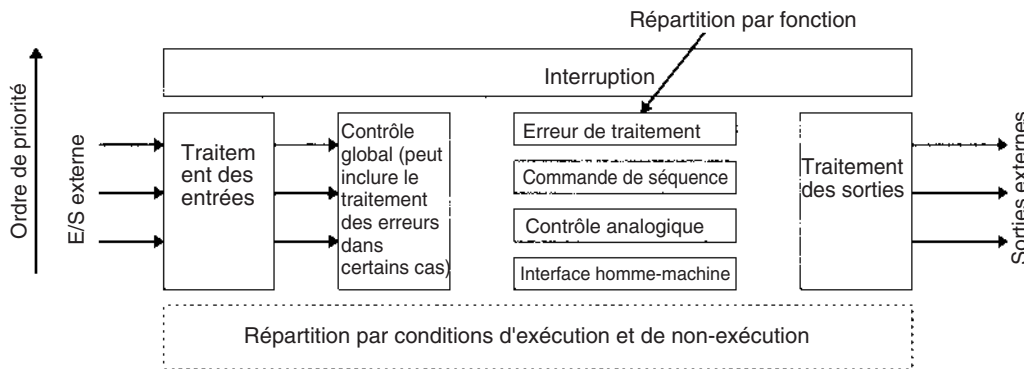 Répartition par fonction
Interruption
Ordre de priorité
E/S externe
Traitem
ent des
entrées
Contrôle
global (peut
inclure le
traitement
des erreurs
dans
certains cas)
Erreur de traitement
Commande de séquence
Contrôle analogique
Interface homme-machine
Traitement
des sorties
Sorties externes
Répartition par conditions d'exécution et de non-exécution